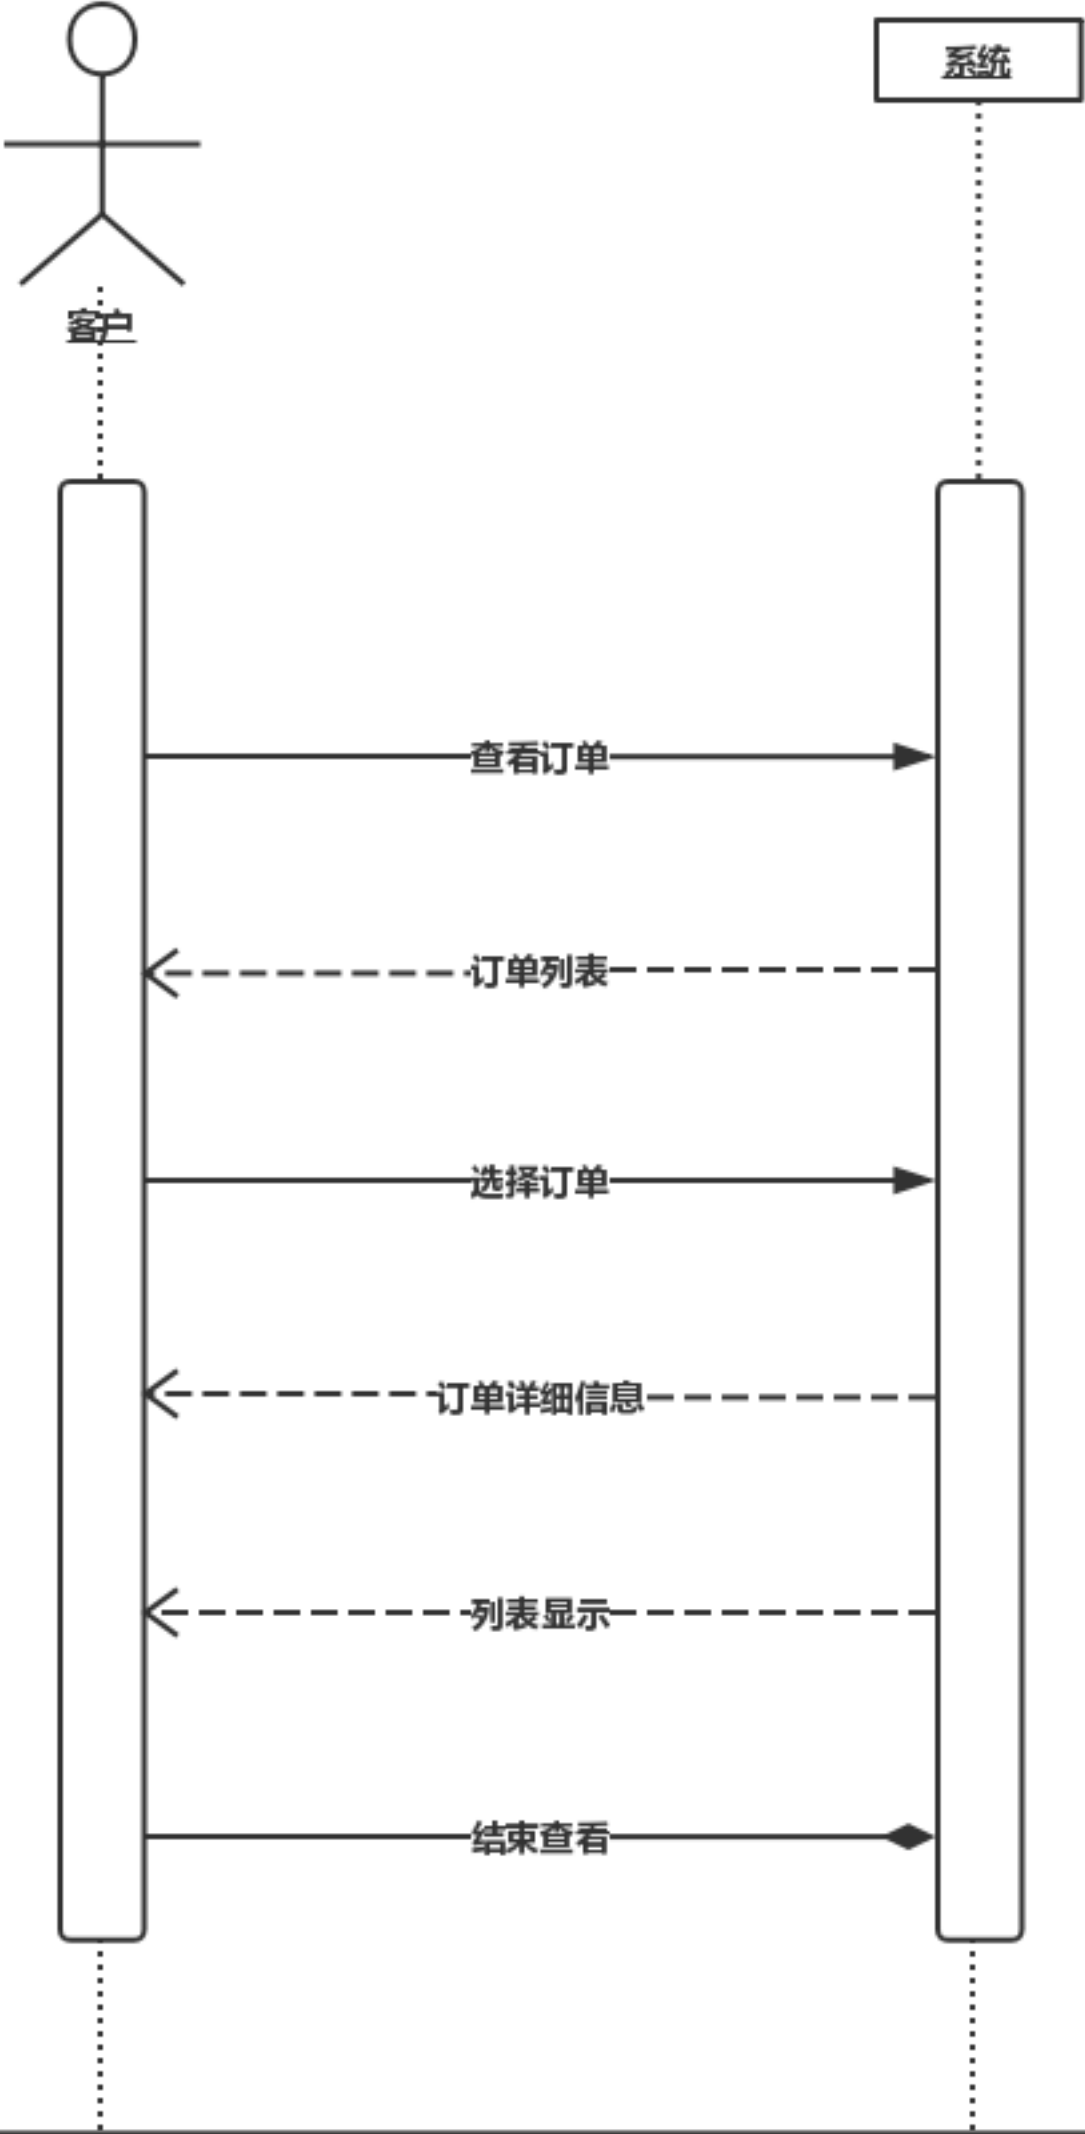 系统
客户
查看订单
订单列表
选择订单
订单详细信息
列表显示
结束查看